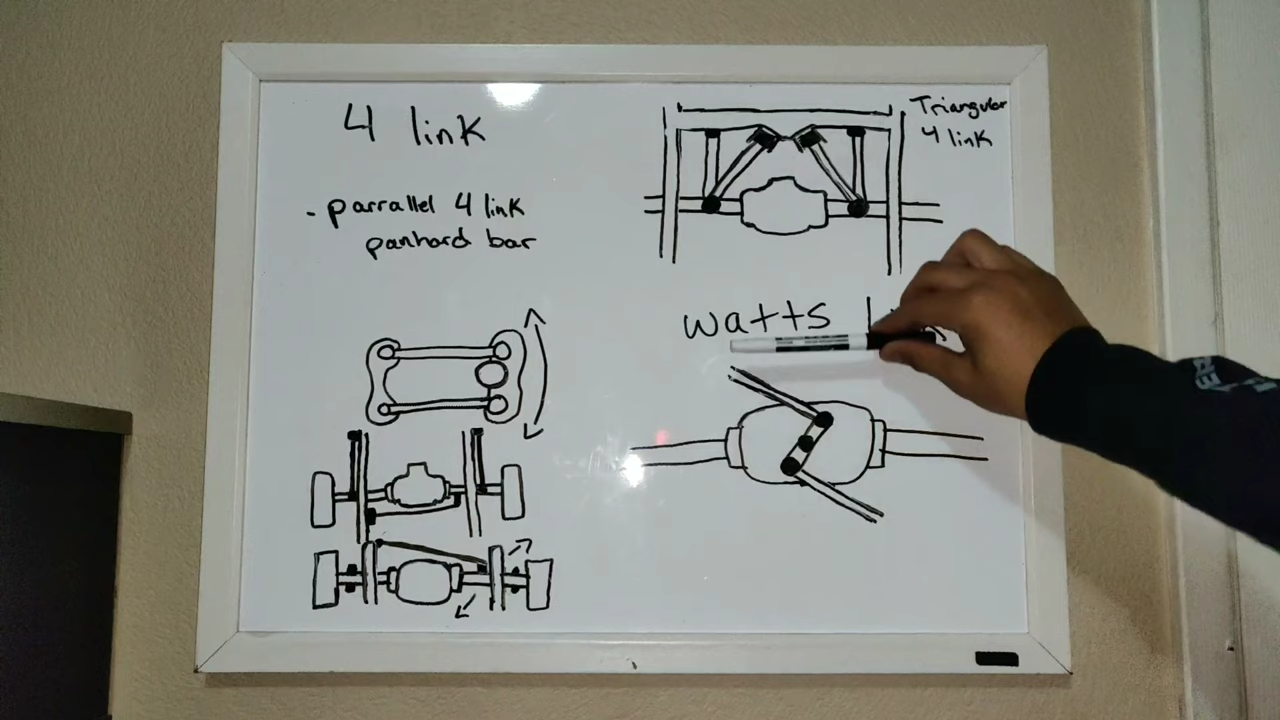 4 link
- parrallel 4 link
panhard bar
Triangular
4 link
watts